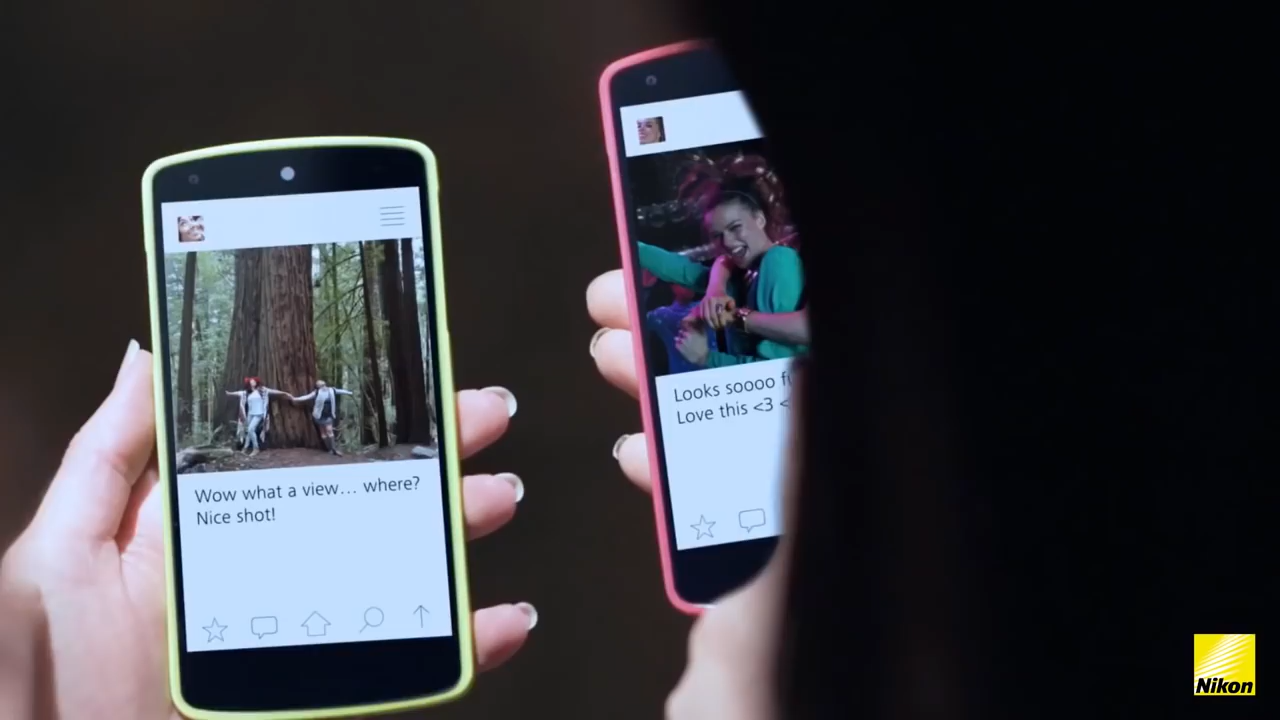 Wow what a view... where?
Nice shot!
Looks soooo
Love this <3 <
Nikon